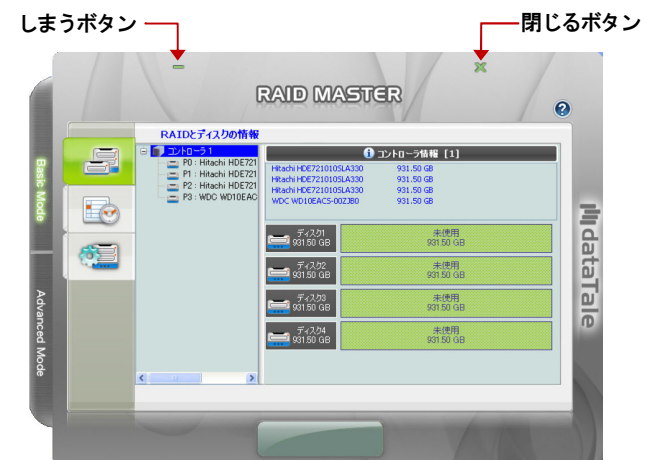 しまうボタン
閉じるボタン
RAID MASTER
?
RAIDとディスクの情報
Basic Mode
Advanced Mode
コントローラ 1
P0 : Hitachi HDE721
P1 : Hitachi HDE721
P2 : Hitachi HDE721
P3 : WDC WD10EAC
コントローラ情報 [1]
Hitachi HDE721010SLA330 931.50 GB
Hitachi HDE721010SLA330 931.50 GB
Hitachi HDE721010SLA330 931.50 GB
WDC WD10EACS-00ZJB0 931.50 GB
ディスク1
931.50 GB
未使用
931.50 GB
ディスク2
931.50 GB
未使用
931.50 GB
ディスク3
931.50 GB
未使用
931.50 GB
ディスク4
931.50 GB
未使用
931.50 GB
dataTale